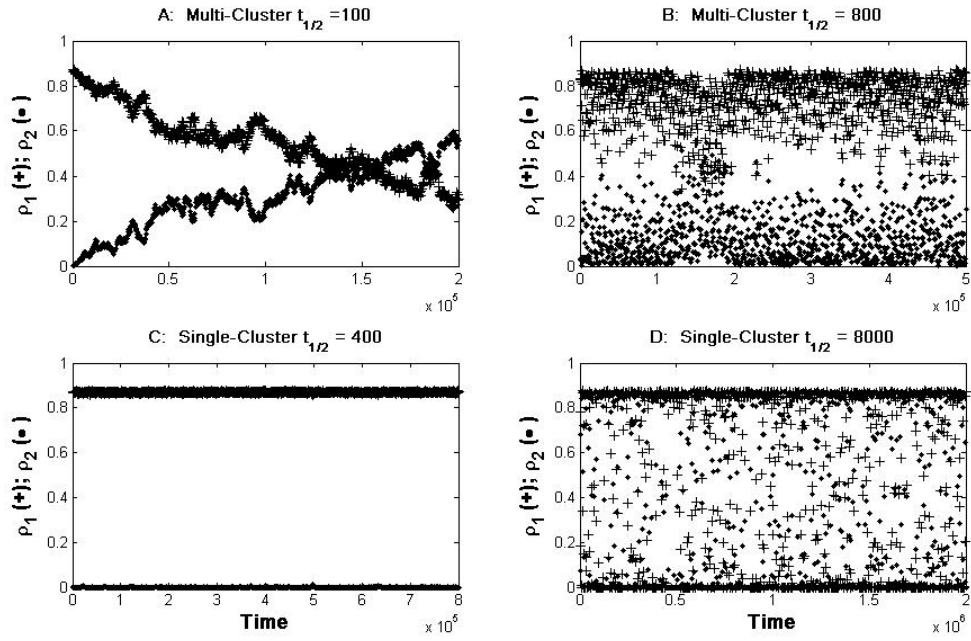 A: Multi-Cluster t1/2 =100
1
0.8
0.6
0.4
0.2
0
ρ1 (+); ρ2 (•)
0 0.5 1 1.5 2
x 10^5
B: Multi-Cluster t1/2 = 800
1
0.8
0.6
0.4
0.2
0
ρ1 (+); ρ2 (•)
0 1 2 3 4 5
x 10^5
C: Single-Cluster t1/2 = 400
1
0.8
0.6
0.4
0.2
0
ρ1 (+); ρ2 (•)
0 1 2 3 4 5 6 7 8
x 10^5
Time
D: Single-Cluster t1/2 = 8000
1
0.8
0.6
0.4
0.2
0
ρ1 (+); ρ2 (•)
0 0.5 1 1.5 2
x 10^6
Time